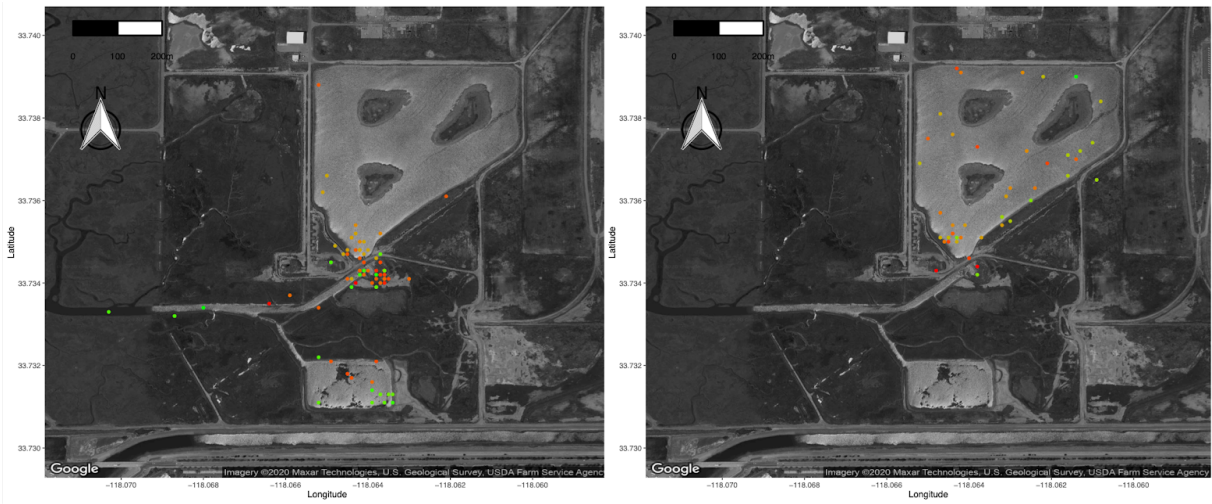 33.740
33.738
33.736
33.734
33.732
33.730
Latitude
0 100 200m
N
Google
Imagery ©2020 Maxar Technologies, U.S. Geological Survey, USDA Farm Service Agency
−118.070 −118.068 −118.066 −118.064 −118.062 −118.060
Longitude
33.740
33.738
33.736
33.734
33.732
33.730
Latitude
0 100 200m
N
Google
Imagery ©2020 Maxar Technologies, U.S. Geological Survey, USDA Farm Service Agency
−118.070 −118.068 −118.066 −118.064 −118.062 −118.060
Longitude